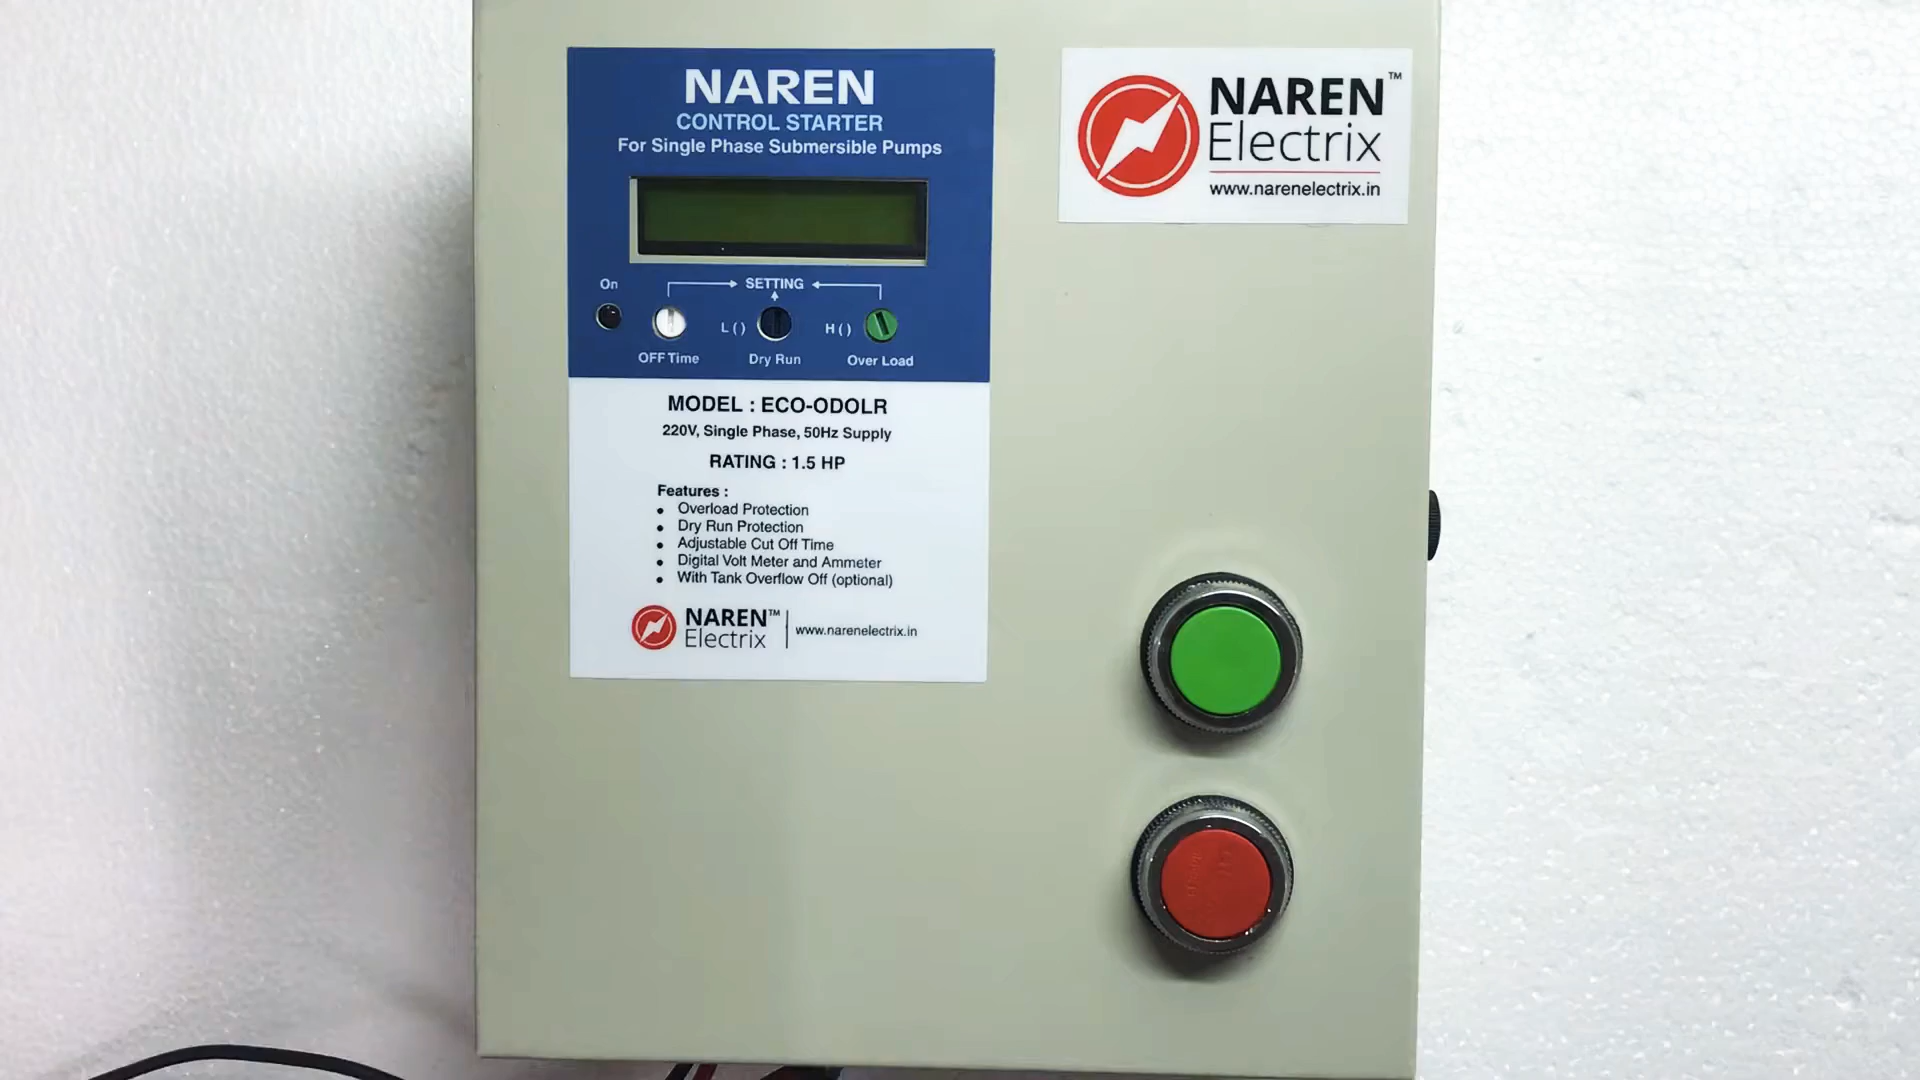 NAREN
CONTROL STARTER
For Single Phase Submersible Pumps
On
SETTING
L ( )
H ( )
OFF Time
Dry Run
Over Load
MODEL : ECO-ODOLR
220V, Single Phase, 50Hz Supply
RATING : 1.5 HP
Features :
• Overload Protection
• Dry Run Protection
• Adjustable Cut Off Time
• Digital Volt Meter and Ammeter
• With Tank Overflow Off (optional)
NAREN™
Electrix
www.narenelectrix.in
NAREN™
Electrix
www.narenelectrix.in